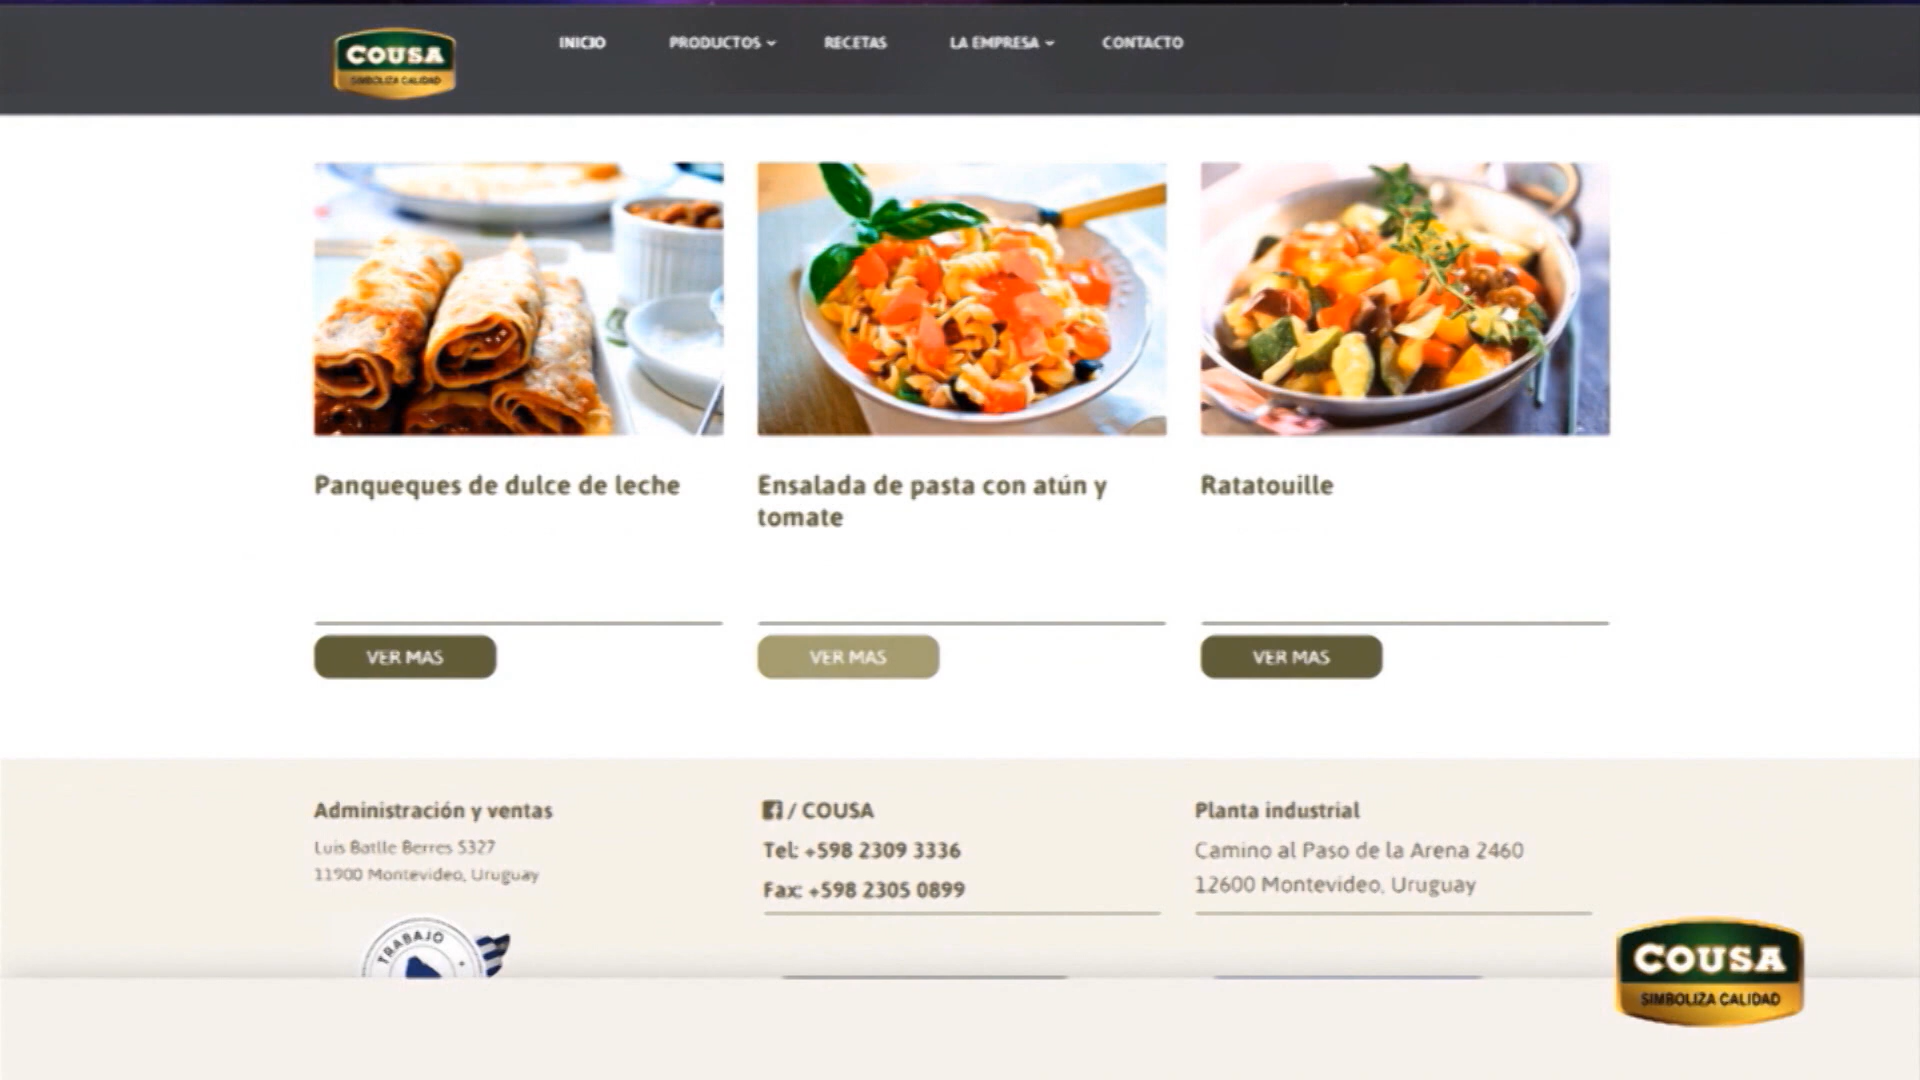 COUSA
SIMBOLIZA CALIDAD
INICIO
PRODUCTOS
RECETAS
LA EMPRESA
CONTACTO
Panqueques de dulce de leche
Ensalada de pasta con atún y
tomate
Ratatouille
VER MAS
VER MAS
VER MAS
Administración y ventas
Luis Batlle Berres 5327
11900 Montevideo, Uruguay
/ COUSA
Tel: +598 2309 3336
Fax: +598 2305 0899
Planta industrial
Camino al Paso de la Arena 2460
12600 Montevideo, Uruguay
TRABAJO
COUSA
SIMBOLIZA CALIDAD